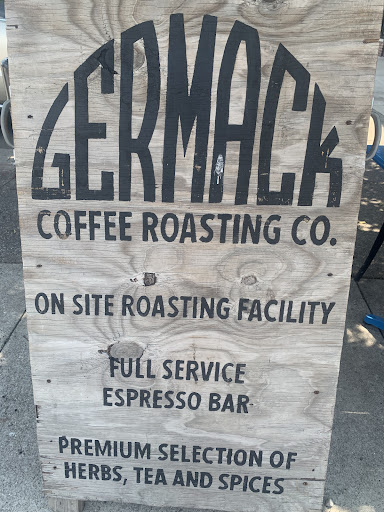 GERMACK
COFFEE ROASTING CO.
ON SITE ROASTING FACILITY
FULL SERVICE
ESPRESSO BAR
PREMIUM SELECTION OF
HERBS, TEA AND SPICES